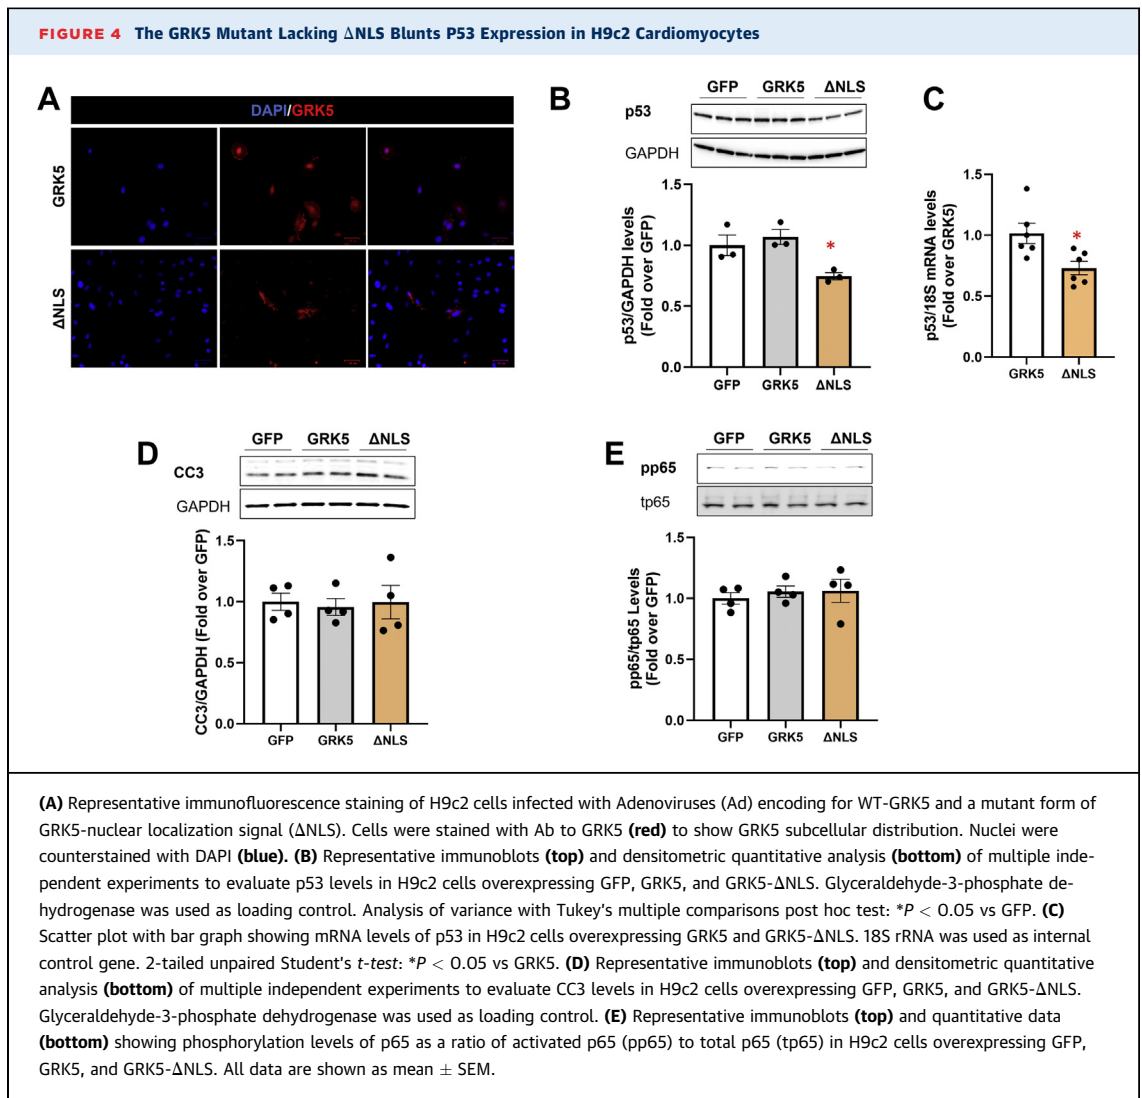 FIGURE 4 The GRK5 Mutant Lacking ΔNLS Blunts P53 Expression in H9c2 Cardiomyocytes
A
DAPI/GRK5
GRK5
ΔNLS
B
GFP GRK5 ΔNLS
p53
GAPDH
p53/GAPDH levels
(Fold over GFP)
1.5
1.0
0.5
0.0
*
GFP GRK5 ΔNLS
C
p53/18S mRNA levels
(Fold over GRK5)
1.5
1.0
0.5
0.0
*
GRK5 ΔNLS
D
GFP GRK5 ΔNLS
CC3
GAPDH
CC3/GAPDH (Fold over GFP)
1.5
1.0
0.5
0.0
GFP GRK5 ΔNLS
E
GFP GRK5 ΔNLS
pp65
tp65
pp65/tp65 Levels
(Fold over GFP)
1.5
1.0
0.5
0.0
GFP GRK5 ΔNLS
(A) Representative immunofluorescence staining of H9c2 cells infected with Adenoviruses (Ad) encoding for WT-GRK5 and a mutant form of
GRK5-nuclear localization signal (ΔNLS). Cells were stained with Ab to GRK5 (red) to show GRK5 subcellular distribution. Nuclei were
counterstained with DAPI (blue). (B) Representative immunoblots (top) and densitometric quantitative analysis (bottom) of multiple inde-
pendent experiments to evaluate p53 levels in H9c2 cells overexpressing GFP, GRK5, and GRK5-ΔNLS. Glyceraldehyde-3-phosphate de-
hydrogenase was used as loading control. Analysis of variance with Tukey's multiple comparisons post hoc test: *P < 0.05 vs GFP. (C)
Scatter plot with bar graph showing mRNA levels of p53 in H9c2 cells overexpressing GRK5 and GRK5-ΔNLS. 18S rRNA was used as internal
control gene. 2-tailed unpaired Student's t-test: *P < 0.05 vs GRK5. (D) Representative immunoblots (top) and densitometric quantitative
analysis (bottom) of multiple independent experiments to evaluate CC3 levels in H9c2 cells overexpressing GFP, GRK5, and GRK5-ΔNLS.
Glyceraldehyde-3-phosphate dehydrogenase was used as loading control. (E) Representative immunoblots (top) and quantitative data
(bottom) showing phosphorylation levels of p65 as a ratio of activated p65 (pp65) to total p65 (tp65) in H9c2 cells overexpressing GFP,
GRK5, and GRK5-ΔNLS. All data are shown as mean ± SEM.